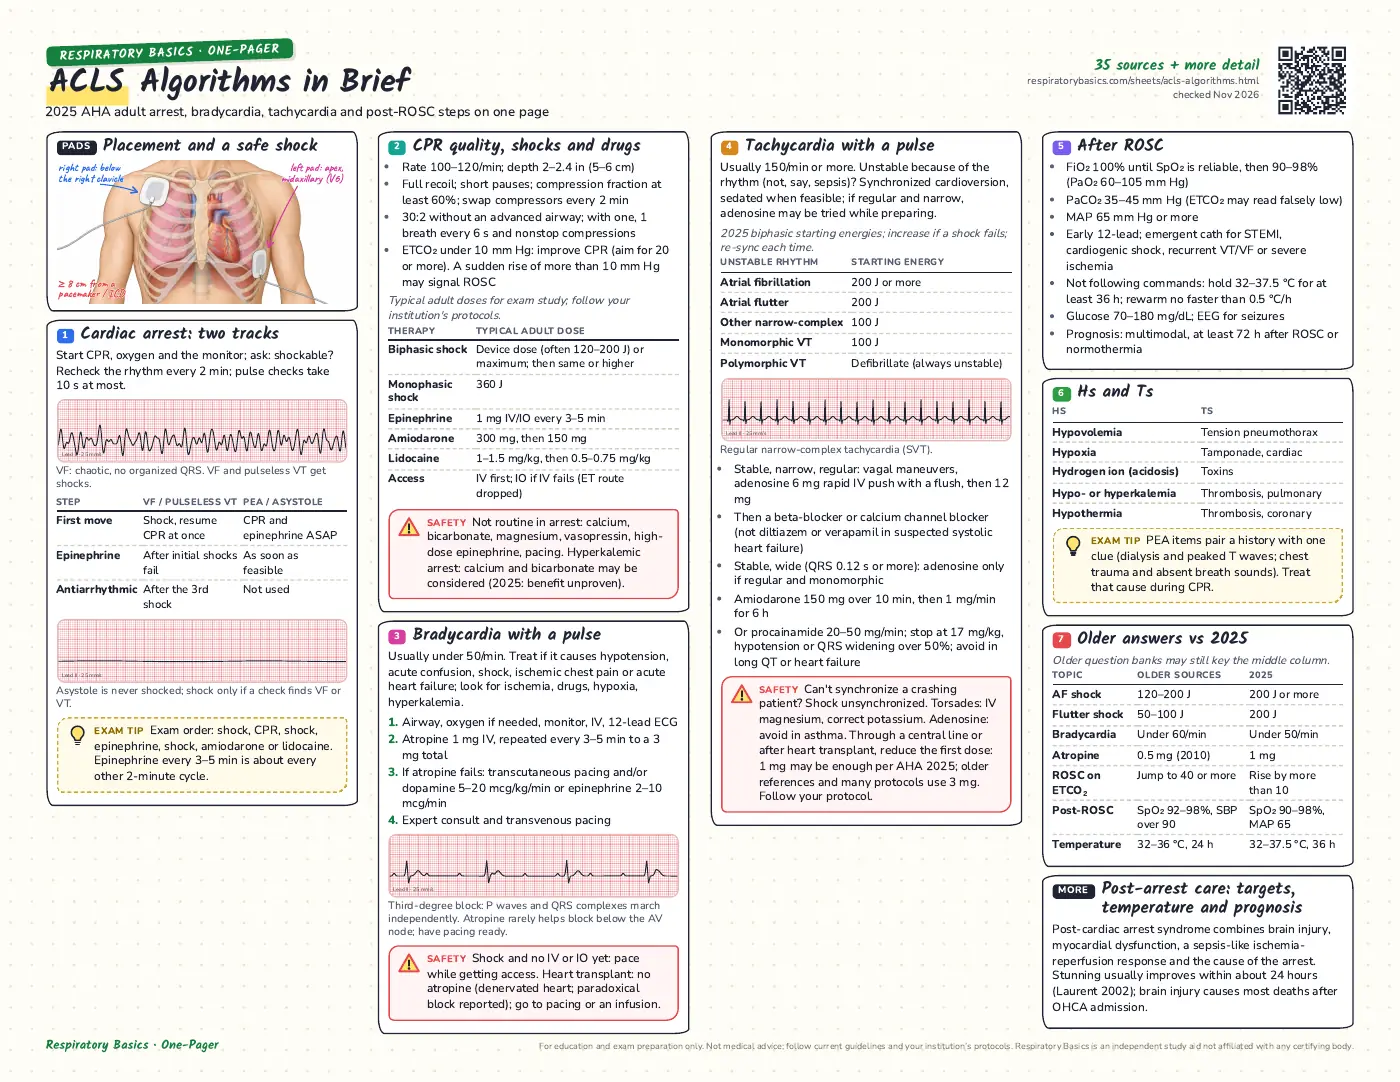 RESPIRATORY BASICS · ONE-PAGER
ACLS Algorithms in Brief
2025 AHA adult arrest, bradycardia, tachycardia and post-ROSC steps on one page
35 sources + more detail
respiratorybasics.com/sheets/acls-algorithms.html
checked Nov 2026
PADS Placement and a safe shock
right pad: below
the right clavicle
left pad: apex,
midaxillary (V6)
≥ 8 cm from a
pacemaker / ICD
1 Cardiac arrest: two tracks
Start CPR, oxygen and the monitor; ask: shockable?
Recheck the rhythm every 2 min; pulse checks take
10 s at most.
Lead II · 25 mm/s
VF: chaotic, no organized QRS. VF and pulseless VT get
shocks.
STEP VF / PULSELESS VT PEA / ASYSTOLE
First move Shock, resume CPR and
CPR at once epinephrine ASAP
Epinephrine After initial shocks As soon as
fail feasible
Antiarrhythmic After the 3rd Not used
shock
Lead II · 25 mm/s
Asystole is never shocked; shock only if a check finds VF or
VT.
EXAM TIP Exam order: shock, CPR, shock,
epinephrine, shock, amiodarone or lidocaine.
Epinephrine every 3–5 min is about every
other 2-minute cycle.
2 CPR quality, shocks and drugs
• Rate 100–120/min; depth 2–2.4 in (5–6 cm)
• Full recoil; short pauses; compression fraction at
least 60%; swap compressors every 2 min
• 30:2 without an advanced airway; with one, 1
breath every 6 s and nonstop compressions
• ETCO₂ under 10 mm Hg: improve CPR (aim for 20
or more). A sudden rise of more than 10 mm Hg
may signal ROSC
Typical adult doses for exam study; follow your
institution's protocols.
THERAPY TYPICAL ADULT DOSE
Biphasic shock Device dose (often 120–200 J) or
maximum; then same or higher
Monophasic 360 J
shock
Epinephrine 1 mg IV/IO every 3–5 min
Amiodarone 300 mg, then 150 mg
Lidocaine 1–1.5 mg/kg, then 0.5–0.75 mg/kg
Access IV first; IO if IV fails (ET route
dropped)
SAFETY Not routine in arrest: calcium,
bicarbonate, magnesium, vasopressin, high-
dose epinephrine, pacing. Hyperkalemic
arrest: calcium and bicarbonate may be
considered (2025: benefit unproven).
3 Bradycardia with a pulse
Usually under 50/min. Treat if it causes hypotension,
acute confusion, shock, ischemic chest pain or acute
heart failure; look for ischemia, drugs, hypoxia,
hyperkalemia.
1. Airway, oxygen if needed, monitor, IV, 12-lead ECG
2. Atropine 1 mg IV, repeated every 3–5 min to a 3
mg total
3. If atropine fails: transcutaneous pacing and/or
dopamine 5–20 mcg/kg/min or epinephrine 2–10
mcg/min
4. Expert consult and transvenous pacing
Lead II · 25 mm/s
Third-degree block: P waves and QRS complexes march
independently. Atropine rarely helps block below the AV
node; have pacing ready.
SAFETY Shock and no IV or IO yet: pace
while getting access. Heart transplant: no
atropine (denervated heart; paradoxical
block reported); go to pacing or an infusion.
4 Tachycardia with a pulse
Usually 150/min or more. Unstable because of the
rhythm (not, say, sepsis)? Synchronized cardioversion,
sedated when feasible; if regular and narrow,
adenosine may be tried while preparing.
2025 biphasic starting energies; increase if a shock fails;
re-sync each time.
UNSTABLE RHYTHM STARTING ENERGY
Atrial fibrillation 200 J or more
Atrial flutter 200 J
Other narrow-complex 100 J
Monomorphic VT 100 J
Polymorphic VT Defibrillate (always unstable)
Lead II · 25 mm/s
Regular narrow-complex tachycardia (SVT).
• Stable, narrow, regular: vagal maneuvers,
adenosine 6 mg rapid IV push with a flush, then 12
mg
• Then a beta-blocker or calcium channel blocker
(not diltiazem or verapamil in suspected systolic
heart failure)
• Stable, wide (QRS 0.12 s or more): adenosine only
if regular and monomorphic
• Amiodarone 150 mg over 10 min, then 1 mg/min
for 6 h
• Or procainamide 20–50 mg/min; stop at 17 mg/kg,
hypotension or QRS widening over 50%; avoid in
long QT or heart failure
SAFETY Can't synchronize a crashing
patient? Shock unsynchronized. Torsades: IV
magnesium, correct potassium. Adenosine:
avoid in asthma. Through a central line or
after heart transplant, reduce the first dose:
1 mg may be enough per AHA 2025; older
references and many protocols use 3 mg.
Follow your protocol.
5 After ROSC
• FiO₂ 100% until SpO₂ is reliable, then 90–98%
(PaO₂ 60–105 mm Hg)
• PaCO₂ 35–45 mm Hg (ETCO₂ may read falsely low)
• MAP 65 mm Hg or more
• Early 12-lead; emergent cath for STEMI,
cardiogenic shock, recurrent VT/VF or severe
ischemia
• Not following commands: hold 32–37.5 °C for at
least 36 h; rewarm no faster than 0.5 °C/h
• Glucose 70–180 mg/dL; EEG for seizures
• Prognosis: multimodal, at least 72 h after ROSC or
normothermia
6 Hs and Ts
HS TS
Hypovolemia Tension pneumothorax
Hypoxia Tamponade, cardiac
Hydrogen ion (acidosis) Toxins
Hypo- or hyperkalemia Thrombosis, pulmonary
Hypothermia Thrombosis, coronary
EXAM TIP PEA items pair a history with one
clue (dialysis and peaked T waves; chest
trauma and absent breath sounds). Treat
that cause during CPR.
7 Older answers vs 2025
Older question banks may still key the middle column.
TOPIC OLDER SOURCES 2025
AF shock 120–200 J 200 J or more
Flutter shock 50–100 J 200 J
Bradycardia Under 60/min Under 50/min
Atropine 0.5 mg (2010) 1 mg
ROSC on Jump to 40 or more Rise by more
ETCO₂ than 10
Post-ROSC SpO₂ 92–98%, SBP SpO₂ 90–98%,
over 90 MAP 65
Temperature 32–36 °C, 24 h 32–37.5 °C, 36 h
MORE Post-arrest care: targets,
temperature and prognosis
Post-cardiac arrest syndrome combines brain injury,
myocardial dysfunction, a sepsis-like ischemia-
reperfusion response and the cause of the arrest.
Stunning usually improves within about 24 hours
(Laurent 2002); brain injury causes most deaths after
OHCA admission.
Respiratory Basics · One-Pager
For education and exam preparation only. Not medical advice; follow current guidelines and your institution's protocols. Respiratory Basics is an independent study aid not affiliated with any certifying body.